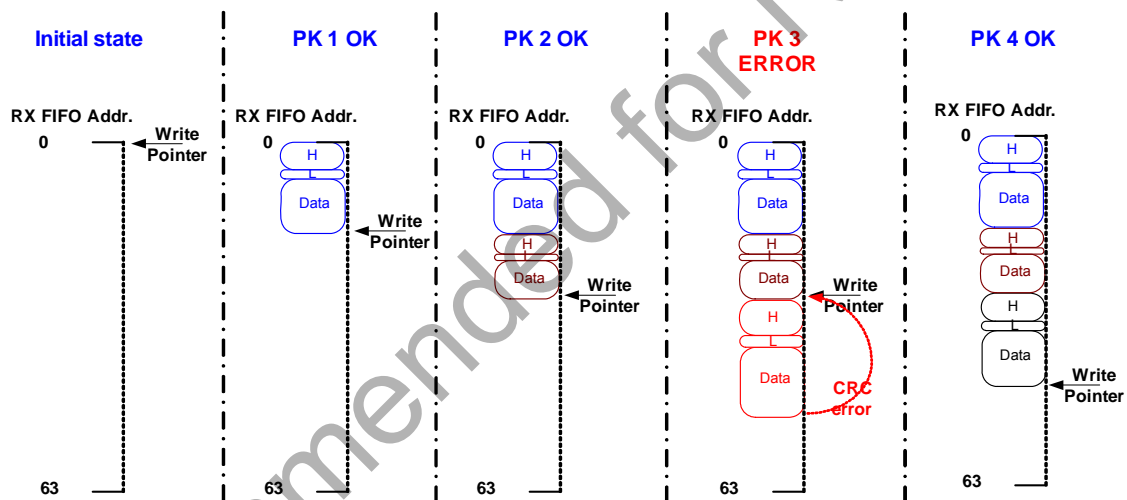 Initial state
RX FIFO Addr.
0
Write
Pointer
63
PK 1 OK
RX FIFO Addr.
0
H
L
Data
Write
Pointer
PK 2 OK
RX FIFO Addr.
0
H
L
Data
H
L
Data
Write
Pointer
63
PK 3
ERROR
RX FIFO Addr.
0
H
L
Data
H
L
Data
H
L
Data
Write
Pointer
CRC
error
63
PK 4 OK
RX FIFO Addr.
0
H
L
Data
H
L
Data
H
L
Data
Write
Pointer
63
mended for